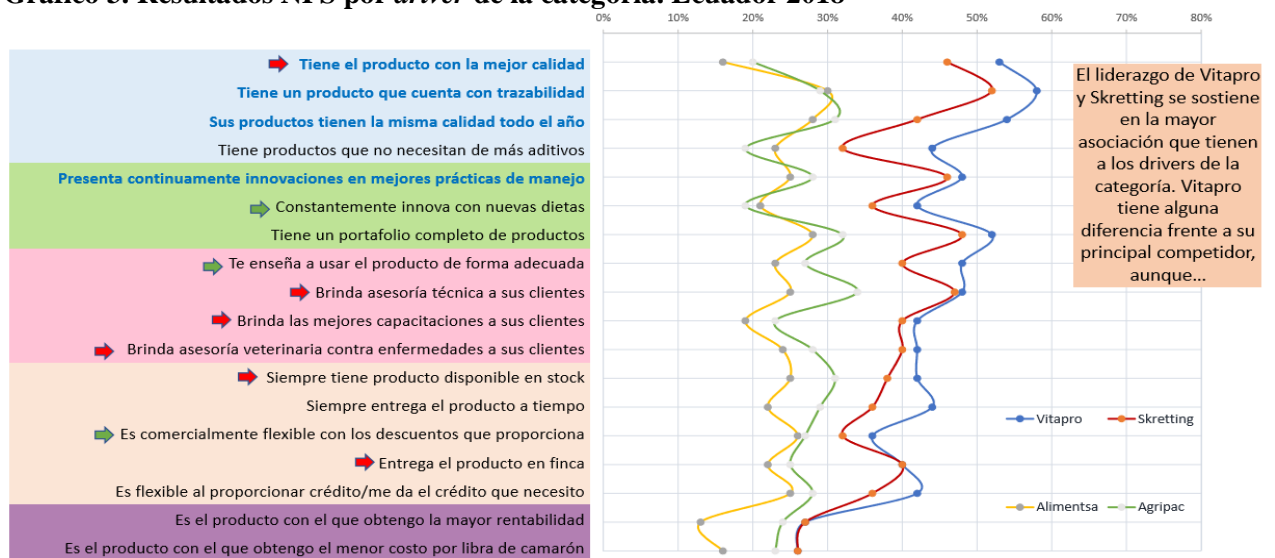 Gráfico 3. Resultados NPS por driver de la categoría. Ecuador 2018
0% 10% 20% 30% 40% 50% 60% 70% 80%
Tiene el producto con la mejor calidad
Tiene un producto que cuenta con trazabilidad
Sus productos tienen la misma calidad todo el año
Tiene productos que no necesitan de más aditivos
Presenta continuamente innovaciones en mejores prácticas de manejo
Constantemente innova con nuevas dietas
Tiene un portafolio completo de productos
Te enseña a usar el producto de forma adecuada
Brinda asesoría técnica a sus clientes
Brinda las mejores capacitaciones a sus clientes
Brinda asesoría veterinaria contra enfermedades a sus clientes
Siempre tiene producto disponible en stock
Siempre entrega el producto a tiempo
Es comercialmente flexible con los descuentos que proporciona
Entrega el producto en finca
Es flexible al proporcionar crédito/me da el crédito que necesito
Es el producto con el que obtengo la mayor rentabilidad
Es el producto con el que obtengo el menor costo por libra de camarón
El liderazgo de Vitapro
y Skretting se sostiene
en la mayor
asociación que tienen
a los drivers de la
categoría. Vitapro
tiene alguna
diferencia frente a su
principal competidor,
aunque...
Vitapro Skretting
Alimentsa Agripac